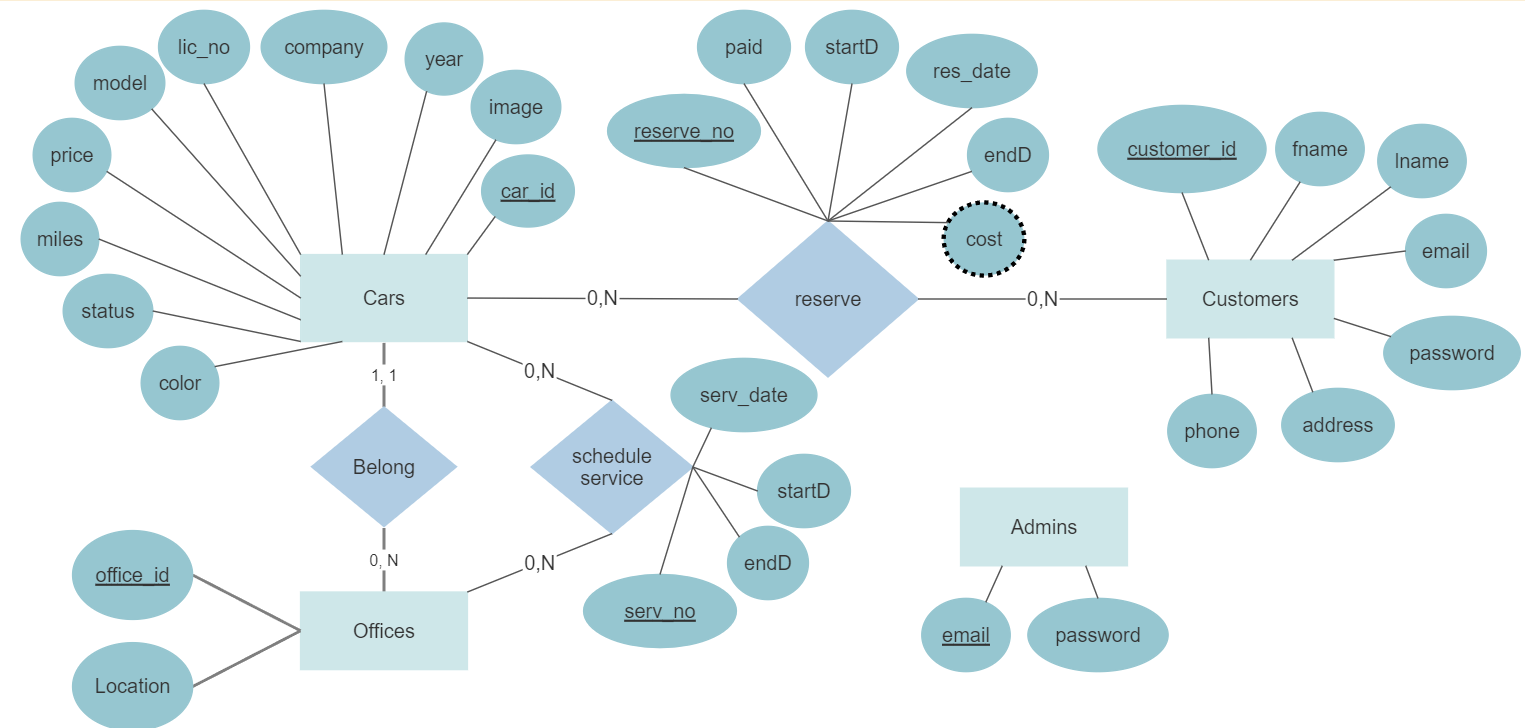 lic_no
company
year
model
image
price
car_id
miles
status
color
Cars
paid
startD
res_date
reserve_no
endD
cost
0,N
reserve
0,N
customer_id
fname
lname
email
Customers
password
phone
address
1, 1
0,N
Belong
schedule
service
serv_date
startD
endD
serv_no
0, N
0,N
office_id
Offices
Location
Admins
email
password